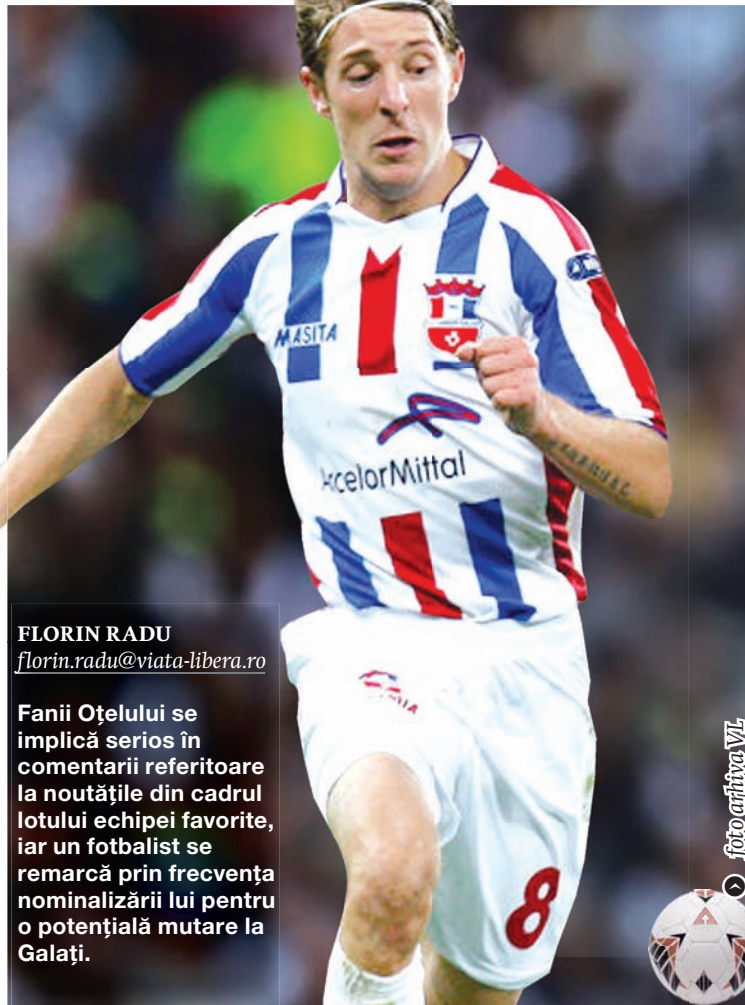 MASITA
ArcelorMittal
8
FLORIN RADU
florin.radu@viata-libera.ro
Fanii Oțelului se
implică serios în
comentarii referitoare
la noutățile din cadrul
lotului echipei favorite,
iar un fotbalist se
remarcă prin frecvența
nominalizării lui pentru
o potențială mutare la
Galați.
foto arhiva VL